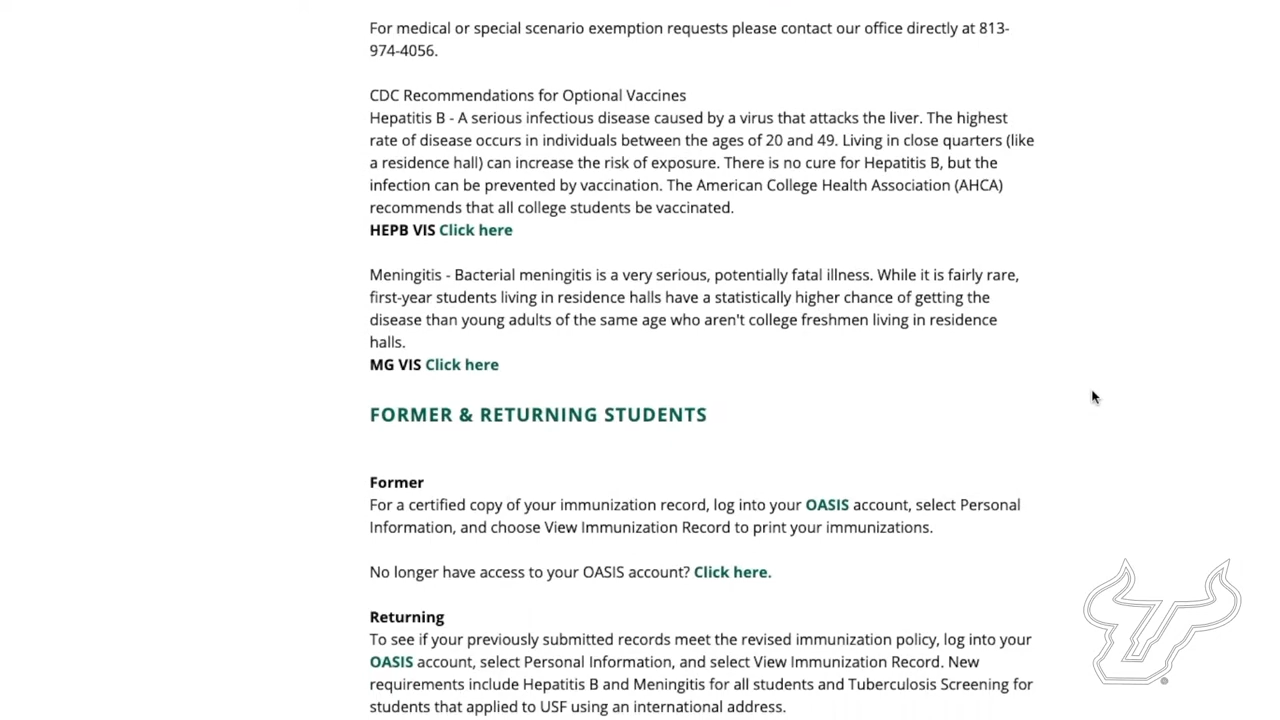 For medical or special scenario exemption requests please contact our office directly at 813-
974-4056.
CDC Recommendations for Optional Vaccines
Hepatitis B - A serious infectious disease caused by a virus that attacks the liver. The highest
rate of disease occurs in individuals between the ages of 20 and 49. Living in close quarters (like
a residence hall) can increase the risk of exposure. There is no cure for Hepatitis B, but the
infection can be prevented by vaccination. The American College Health Association (AHCA)
recommends that all college students be vaccinated.
HEPB VIS Click here
Meningitis - Bacterial meningitis is a very serious, potentially fatal illness. While it is fairly rare,
first-year students living in residence halls have a statistically higher chance of getting the
disease than young adults of the same age who aren't college freshmen living in residence
halls.
MG VIS Click here
FORMER & RETURNING STUDENTS
Former
For a certified copy of your immunization record, log into your OASIS account, select Personal
Information, and choose View Immunization Record to print your immunizations.
No longer have access to your OASIS account? Click here.
Returning
To see if your previously submitted records meet the revised immunization policy, log into your
OASIS account, select Personal Information, and select View Immunization Record. New
requirements include Hepatitis B and Meningitis for all students and Tuberculosis Screening for
students that applied to USF using an international address.